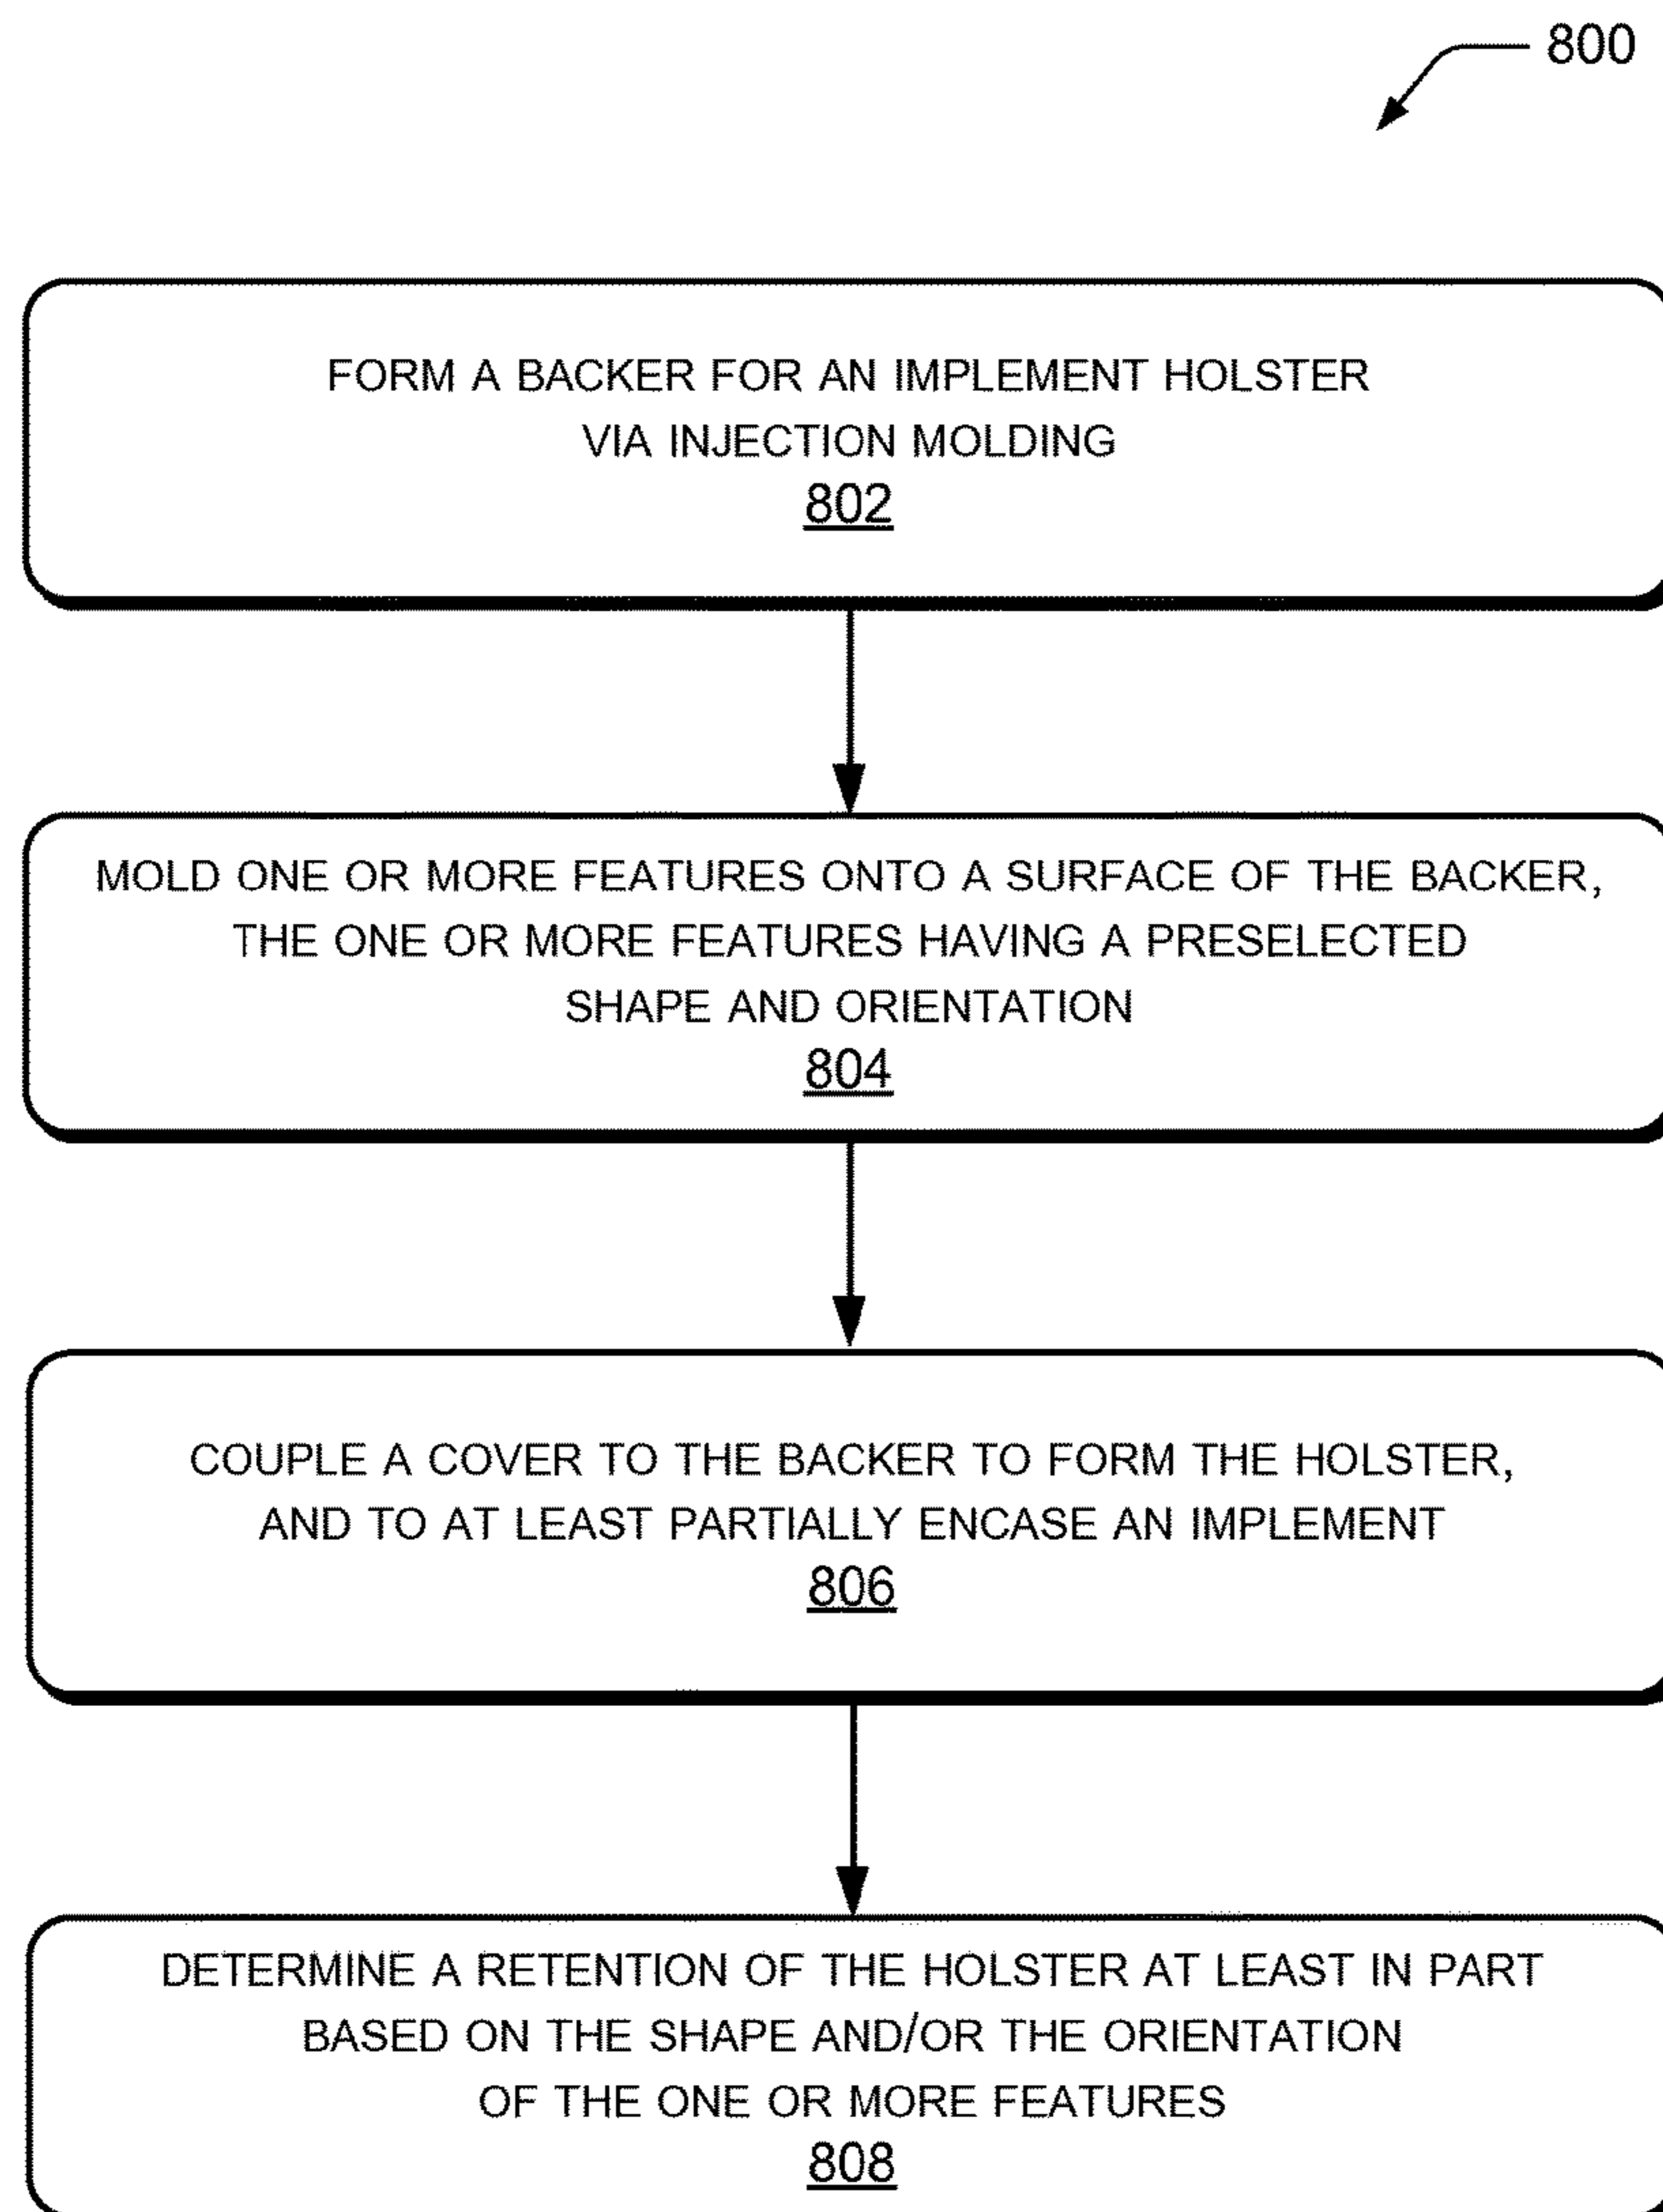 800
FORM A BACKER FOR AN IMPLEMENT HOLSTER
VIA INJECTION MOLDING
802
MOLD ONE OR MORE FEATURES ONTO A SURFACE OF THE BACKER,
THE ONE OR MORE FEATURES HAVING A PRESELECTED
SHAPE AND ORIENTATION
804
COUPLE A COVER TO THE BACKER TO FORM THE HOLSTER,
AND TO AT LEAST PARTIALLY ENCASE AN IMPLEMENT
806
DETERMINE A RETENTION OF THE HOLSTER AT LEAST IN PART
BASED ON THE SHAPE AND/OR THE ORIENTATION
OF THE ONE OR MORE FEATURES
808